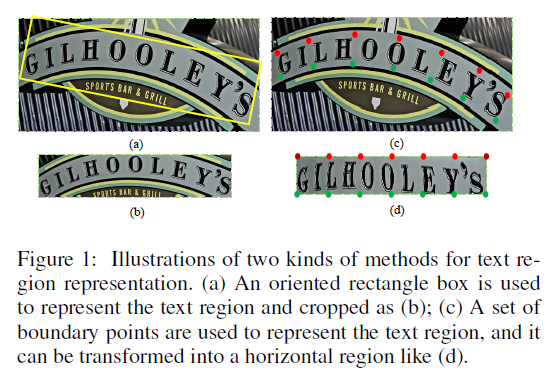 GILHOOLEY'S
SPORTS BAR & GRILL
(a)
GILHOOLEY'S
SPORTS BAR & GRILL
(b)
GILHOOLEY'S
SPORTS BAR & GRILL
(c)
GILHOOLEY'S
(d)
Figure 1: Illustrations of two kinds of methods for text re-
gion representation. (a) An oriented rectangle box is used
to represent the text region and cropped as (b); (c) A set of
boundary points are used to represent the text region, and it
can be transformed into a horizontal region like (d).